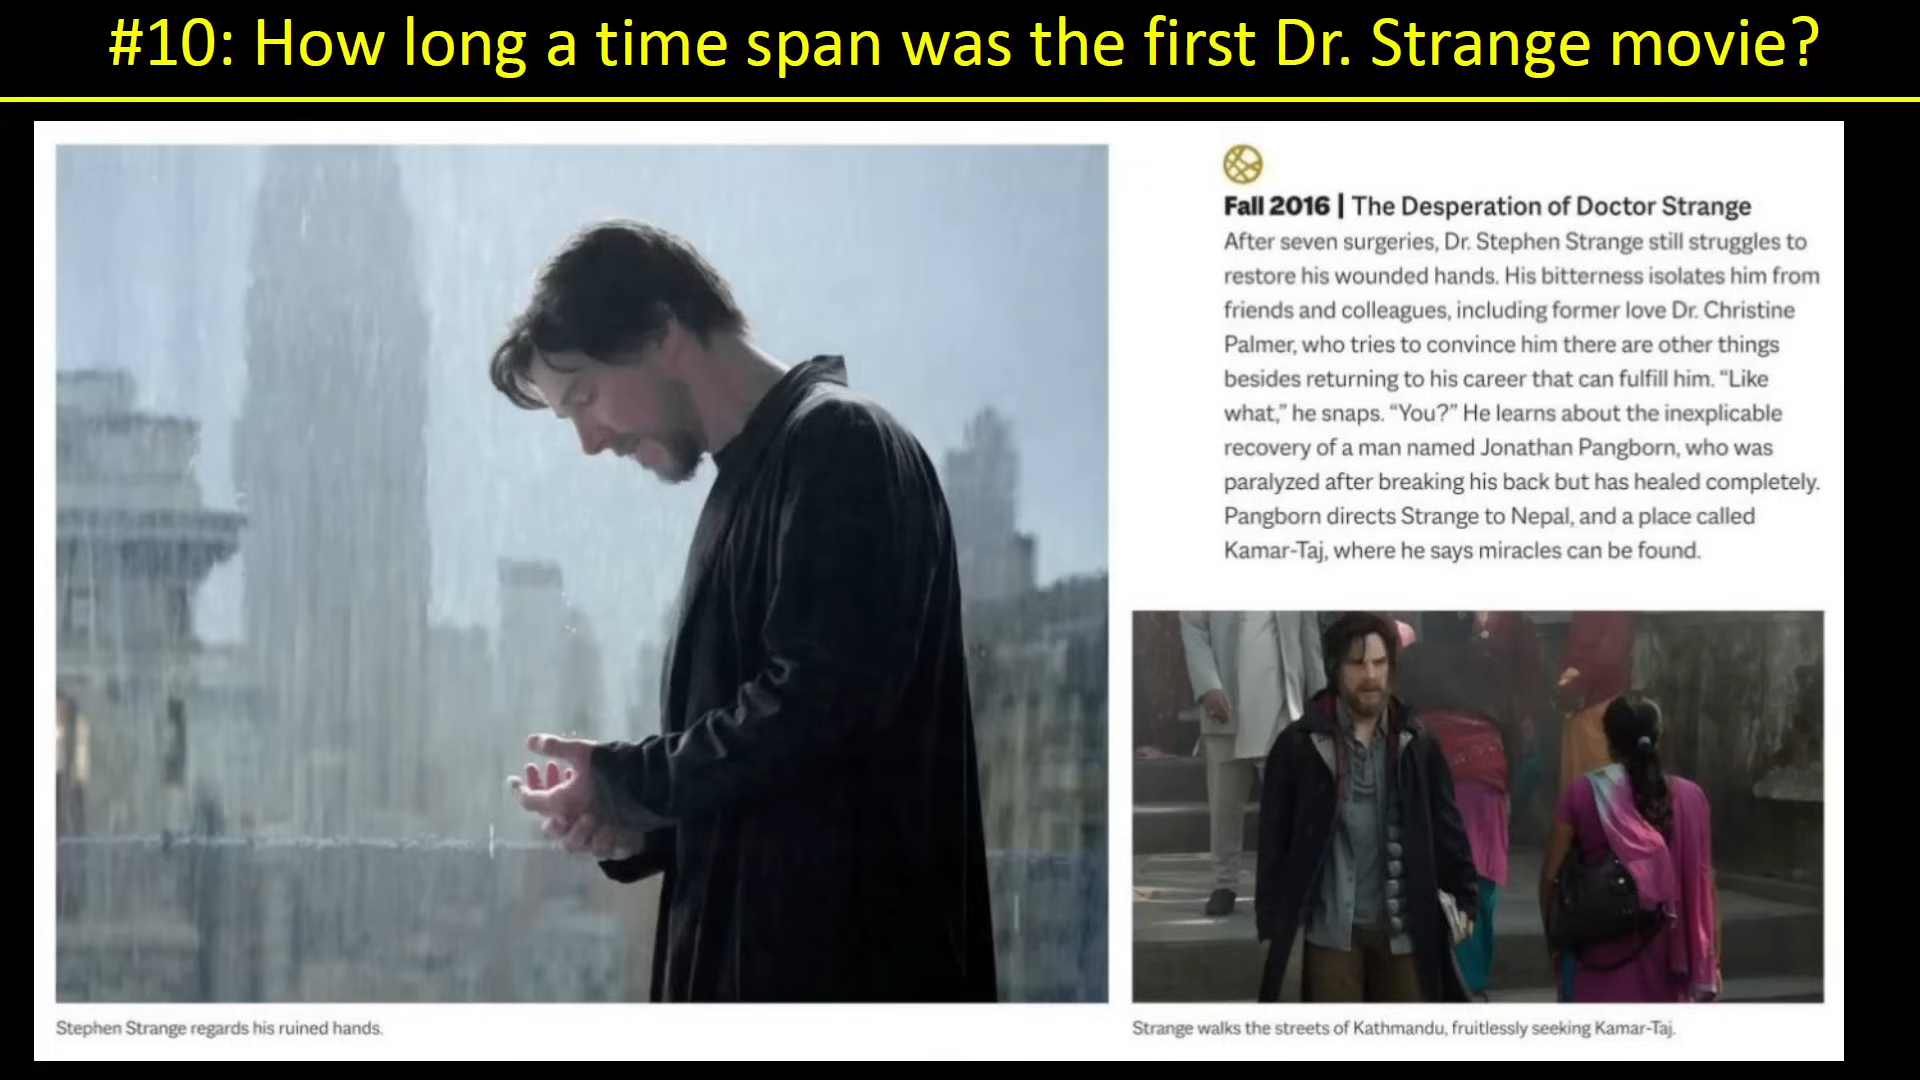 #10: How long a time span was the first Dr. Strange movie?
Fall 2016 | The Desperation of Doctor Strange
After seven surgeries, Dr. Stephen Strange still struggles to
restore his wounded hands. His bitterness isolates him from
friends and colleagues, including former love Dr. Christine
Palmer, who tries to convince him there are other things
besides returning to his career that can fulfill him. “Like
what,” he snaps. “You?” He learns about the inexplicable
recovery of a man named Jonathan Pangborn, who was
paralyzed after breaking his back but has healed completely.
Pangborn directs Strange to Nepal, and a place called
Kamar-Taj, where he says miracles can be found.
Stephen Strange regards his ruined hands.
Strange walks the streets of Kathmandu, fruitlessly seeking Kamar-Taj.